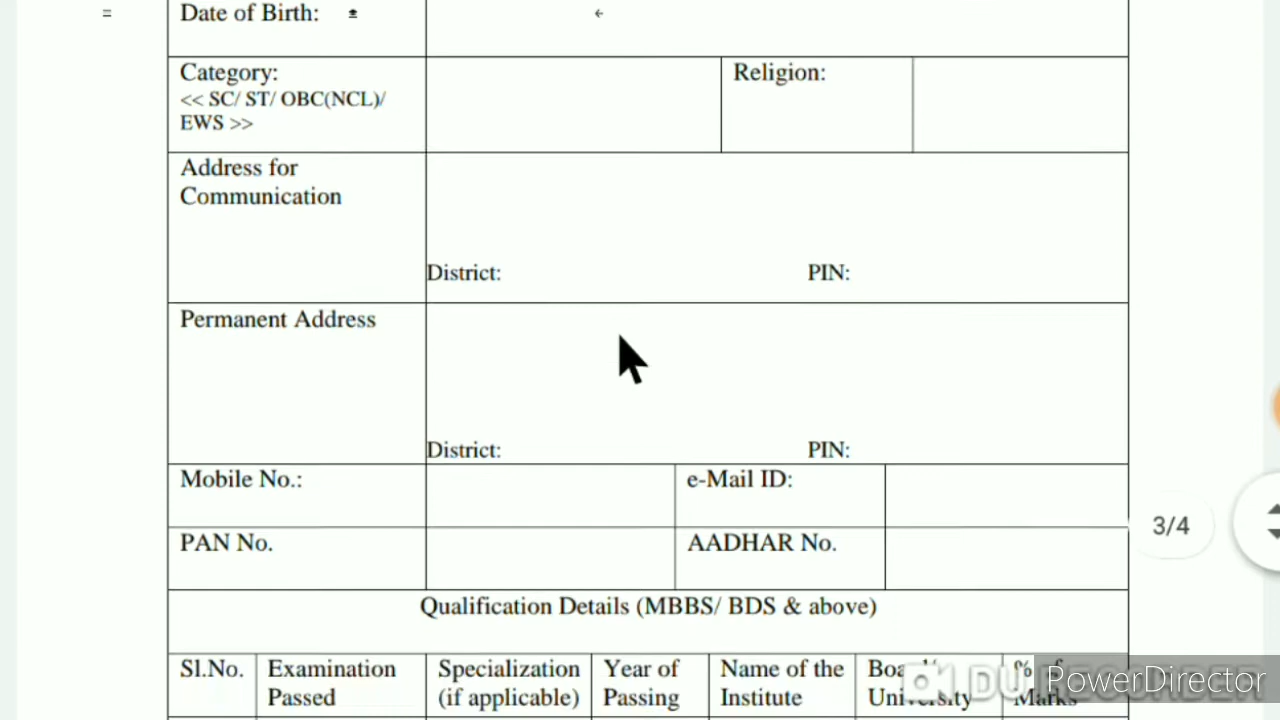 Date of Birth:
Category:
<< SC/ ST/ OBC(NCL)/
EWS >>
Religion:
Address for
Communication
District: PIN:
Permanent Address
District: PIN:
Mobile No.: e-Mail ID:
PAN No. AADHAR No.
3/4
Qualification Details (MBBS/ BDS & above)
Sl.No. Examination
Passed
Specialization
(if applicable)
Year of
Passing
Name of the
Institute
University
Marks
PowerDirector